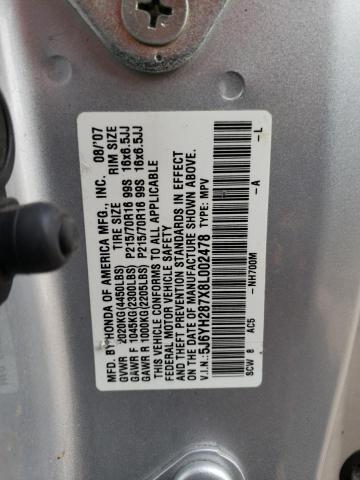 MFD. BY HONDA OF AMERICA MFG., INC. 08/'07
TIRE SIZE RIM SIZE
GVWR 2020KG(4450LBS)
GAWR F 1045KG(2300LBS) P215/70R16 99S 16x6.5JJ
GAWR R 1000KG(2205LBS) P215/70R16 99S 16x6.5JJ
THIS VEHICLE CONFORMS TO ALL APPLICABLE
FEDERAL MOTOR VEHICLE SAFETY
AND THEFT PREVENTION STANDARDS IN EFFECT
ON THE DATE OF MANUFACTURE SHOWN ABOVE.
V.I.N.: 5J6YH287X8L002478 TYPE: MPV
SCW 8 AC5 -NH700M -A -L